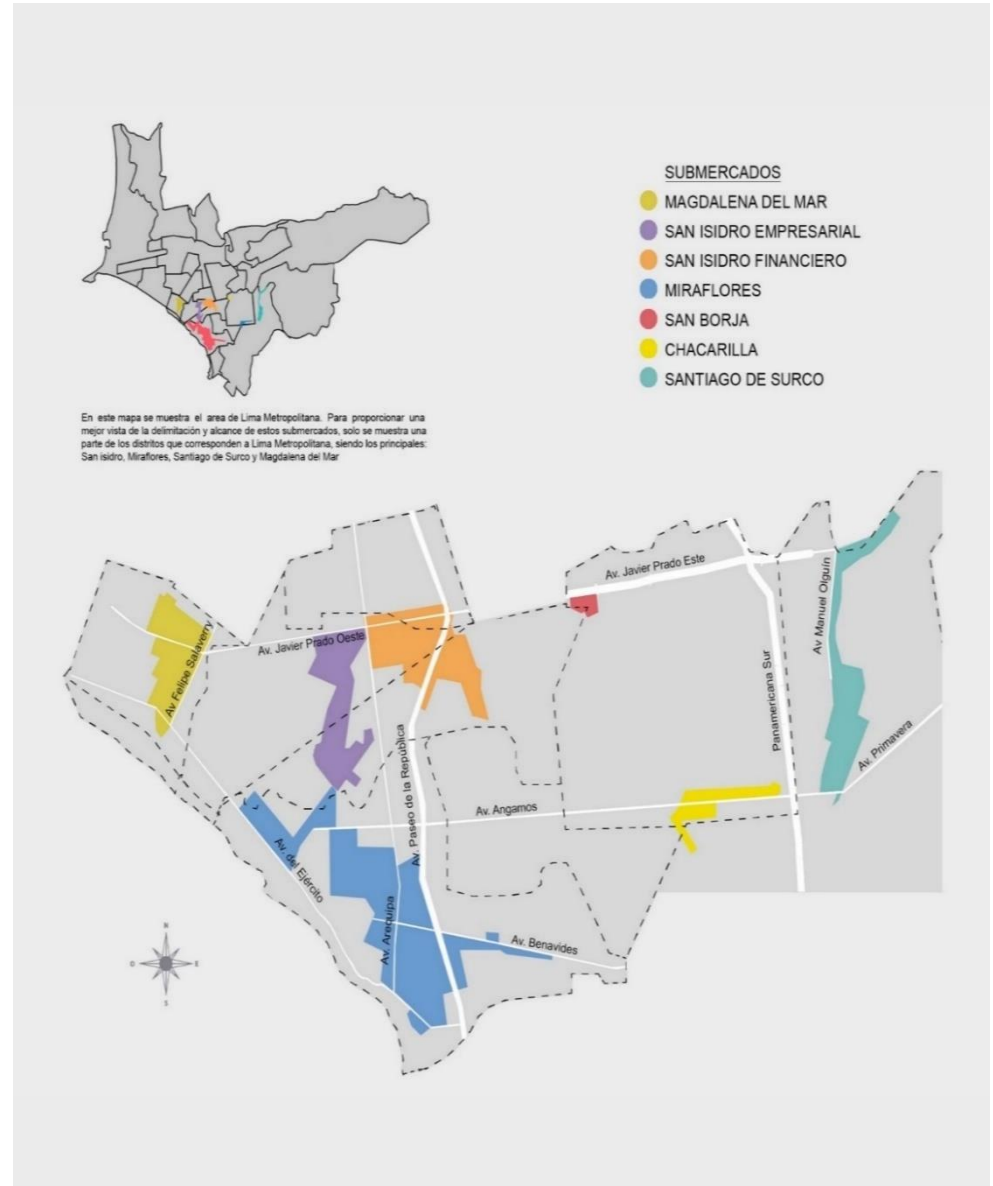 SUBMERCADOS
MAGDALENA DEL MAR
SAN ISIDRO EMPRESARIAL
SAN ISIDRO FINANCIERO
MIRAFLORES
SAN BORJA
CHACARILLA
SANTIAGO DE SURCO
En este mapa se muestra el area de Lima Metropolitana. Para proporcionar una
mejor vista de la delimitación y alcance de estos submercados, solo se muestra una
parte de los distritos que corresponden a Lima Metropolitana, siendo los principales:
San isidro, Miraflores, Santiago de Surco y Magdalena del Mar
Av. Javier Prado Este
Av Manuel Olguín
Av. Felipe Salaverry
Av. Javier Prado Oeste
Panamericana Sur
Av. Primavera
Av. Paseo de la República
Av. Angamos
Av. del Ejército
Av. Arequipa
Av. Benavides
N
O
E
S